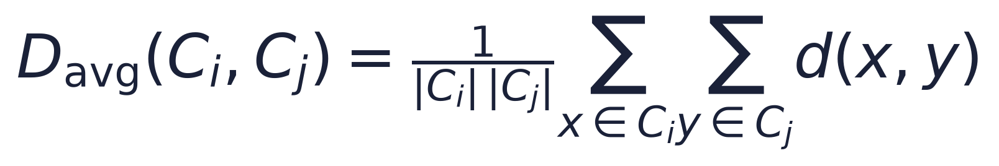 D_avg(C_i, C_j) = 1/(|C_i| |C_j|) ∑_{x ∈ C_i} ∑_{y ∈ C_j} d(x, y)